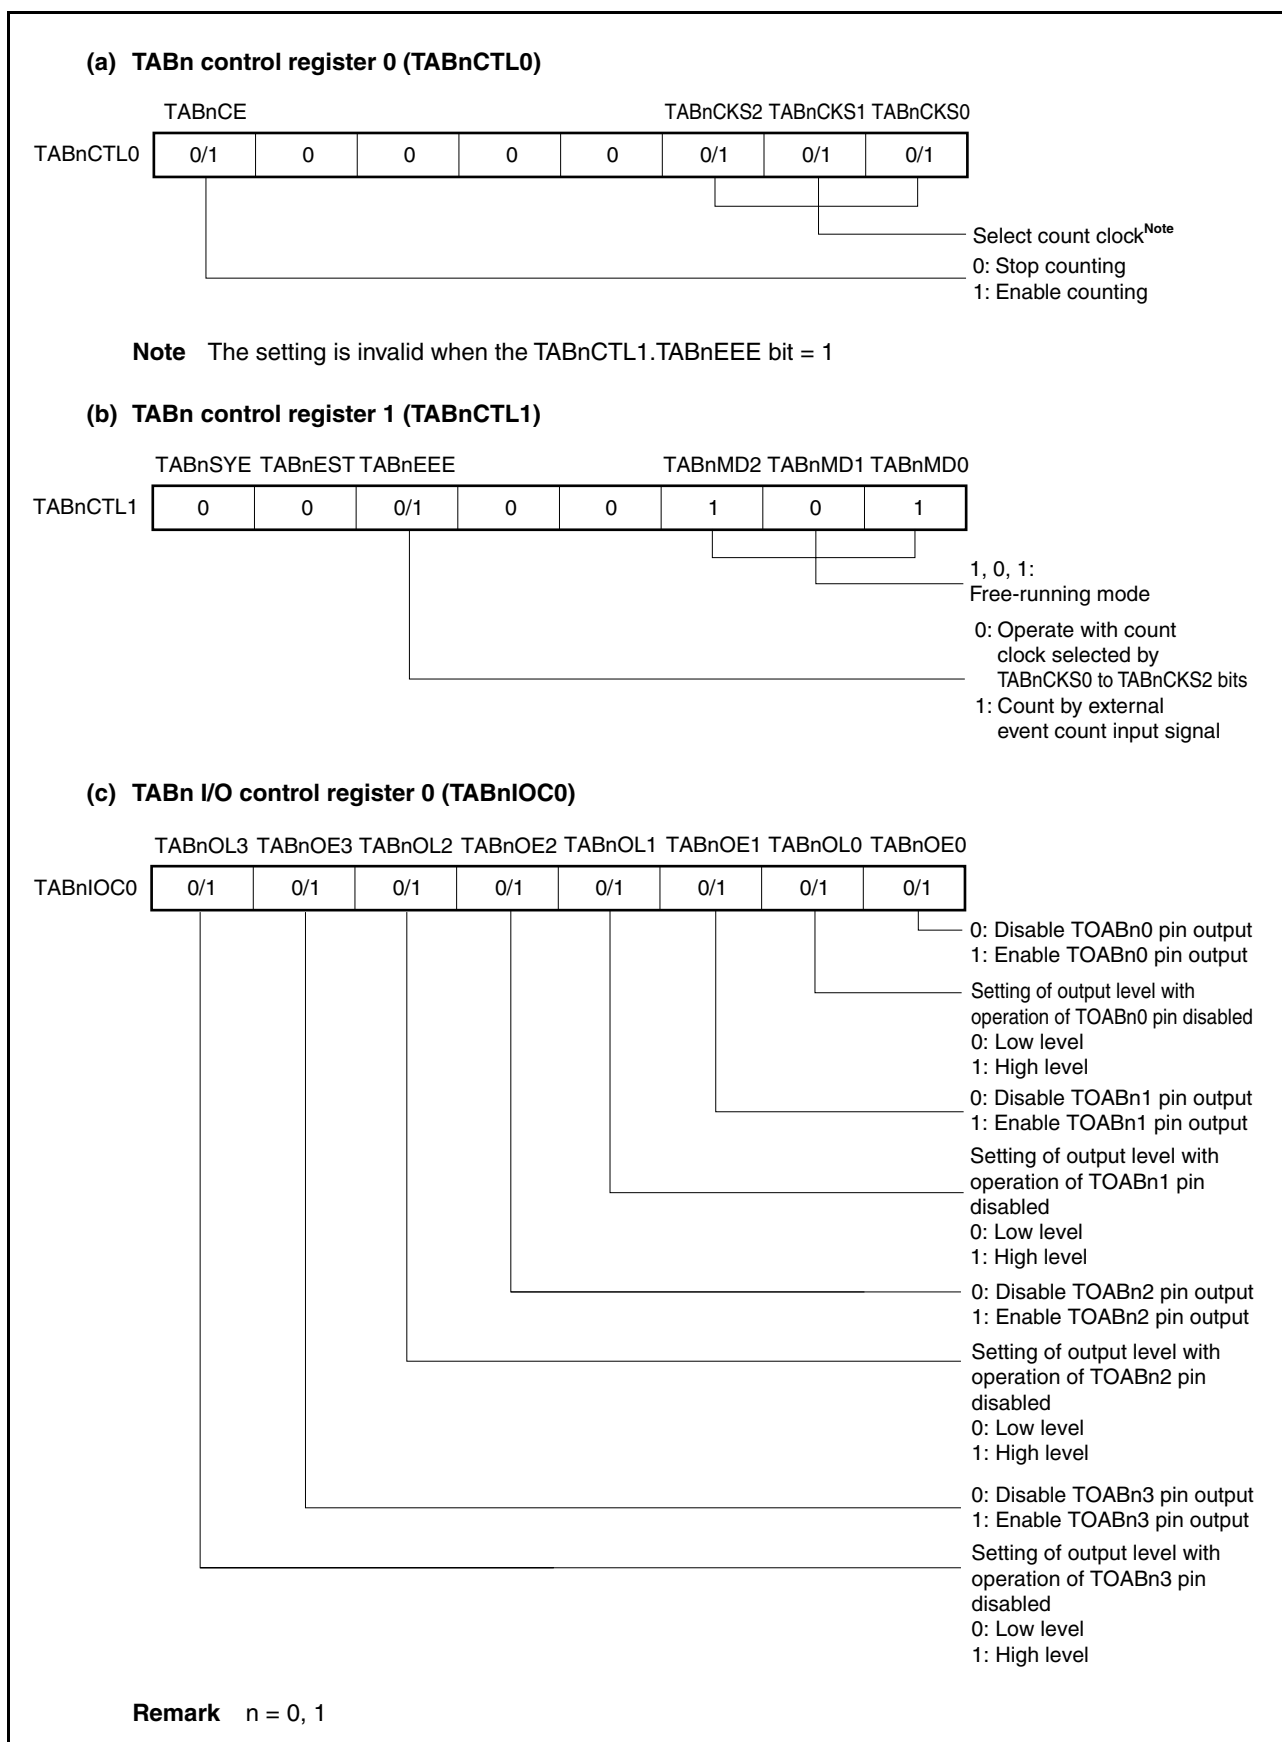 (a) TABn control register 0 (TABnCTL0)
TABnCE TABnCKS2 TABnCKS1 TABnCKS0
TABnCTL0 0/1 0 0 0 0 0/1 0/1 0/1
Select count clockNote
0: Stop counting
1: Enable counting
Note The setting is invalid when the TABnCTL1.TABnEEE bit = 1
(b) TABn control register 1 (TABnCTL1)
TABnSYE TABnEST TABnEEE TABnMD2 TABnMD1 TABnMD0
TABnCTL1 0 0 0/1 0 0 1 0 1
1, 0, 1:
Free-running mode
0: Operate with count
clock selected by
TABnCKS0 to TABnCKS2 bits
1: Count by external
event count input signal
(c) TABn I/O control register 0 (TABnIOC0)
TABnOL3 TABnOE3 TABnOL2 TABnOE2 TABnOL1 TABnOE1 TABnOL0 TABnOE0
TABnIOC0 0/1 0/1 0/1 0/1 0/1 0/1 0/1 0/1
0: Disable TOABn0 pin output
1: Enable TOABn0 pin output
Setting of output level with
operation of TOABn0 pin disabled
0: Low level
1: High level
0: Disable TOABn1 pin output
1: Enable TOABn1 pin output
Setting of output level with
operation of TOABn1 pin
disabled
0: Low level
1: High level
0: Disable TOABn2 pin output
1: Enable TOABn2 pin output
Setting of output level with
operation of TOABn2 pin
disabled
0: Low level
1: High level
0: Disable TOABn3 pin output
1: Enable TOABn3 pin output
Setting of output level with
operation of TOABn3 pin
disabled
0: Low level
1: High level
Remark n = 0, 1